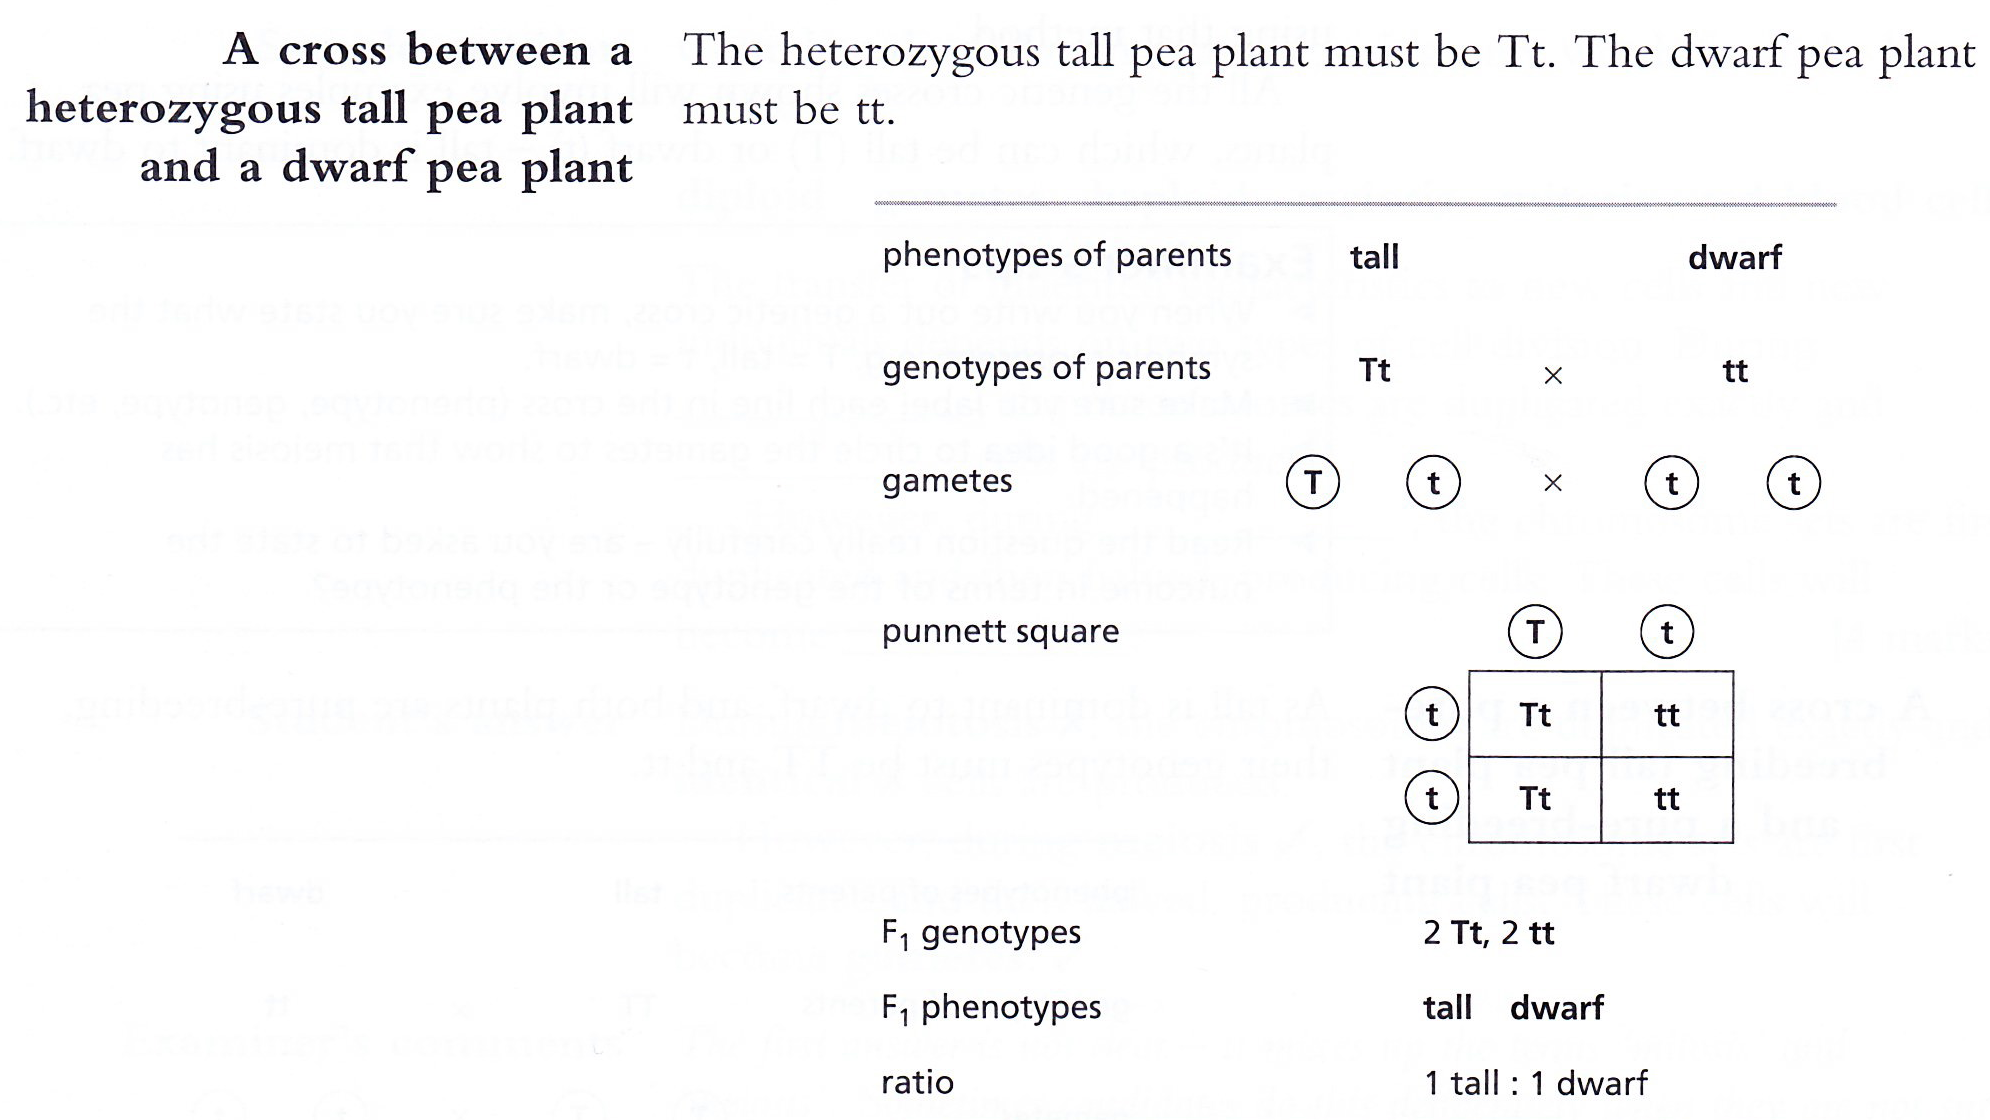 A cross between a
heterozygous tall pea plant
and a dwarf pea plant
The heterozygous tall pea plant must be Tt. The dwarf pea plant
must be tt.
phenotypes of parents tall dwarf
genotypes of parents Tt × tt
gametes T t × t t
punnett square T t
t Tt tt
t Tt tt
F₁ genotypes 2 Tt, 2 tt
F₁ phenotypes tall dwarf
ratio 1 tall : 1 dwarf